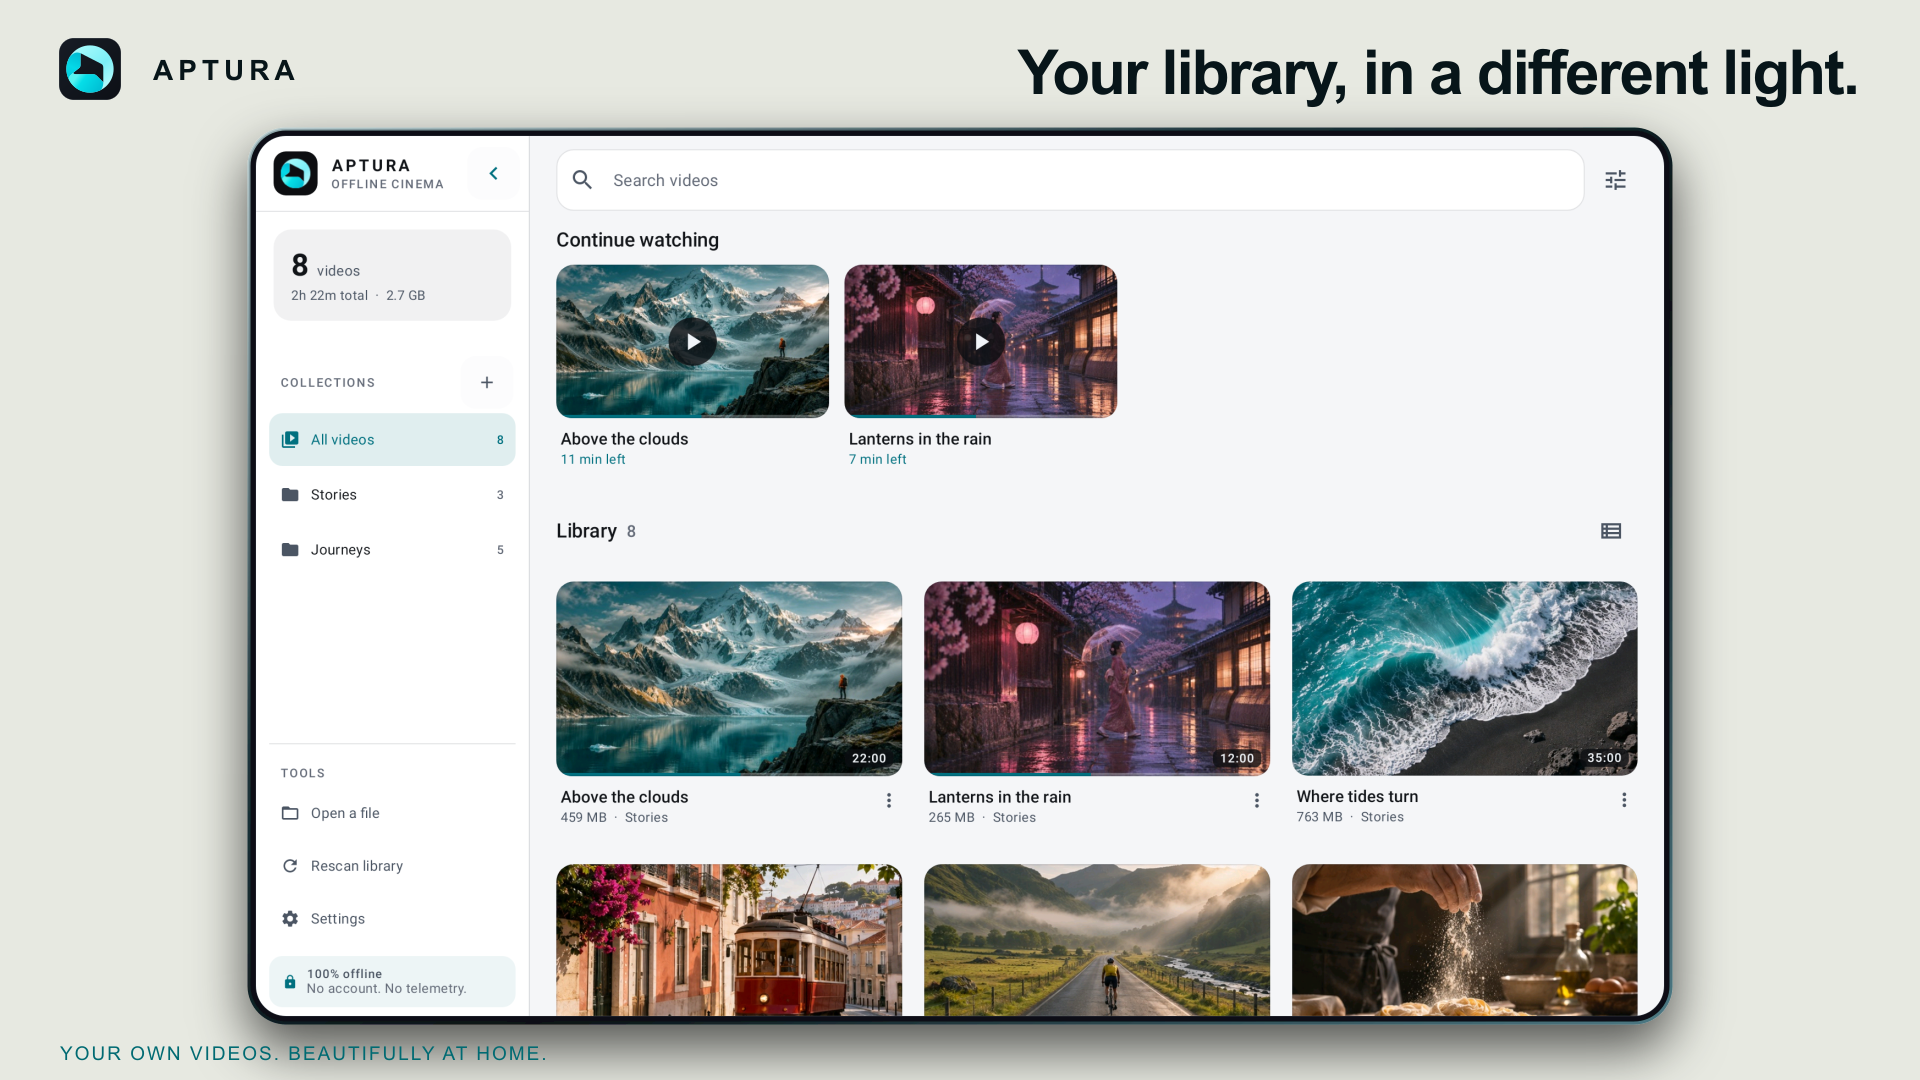 APTURA
Your library, in a different light.
APTURA
OFFLINE CINEMA
8 videos
2h 22m total · 2.7 GB
COLLECTIONS
All videos 8
Stories 3
Journeys 5
TOOLS
Open a file
Rescan library
Settings
100% offline
No account. No telemetry.
Search videos
Continue watching
Above the clouds
11 min left
Lanterns in the rain
7 min left
Library 8
22:00
Above the clouds
459 MB · Stories
12:00
Lanterns in the rain
265 MB · Stories
35:00
Where tides turn
763 MB · Stories
YOUR OWN VIDEOS. BEAUTIFULLY AT HOME.